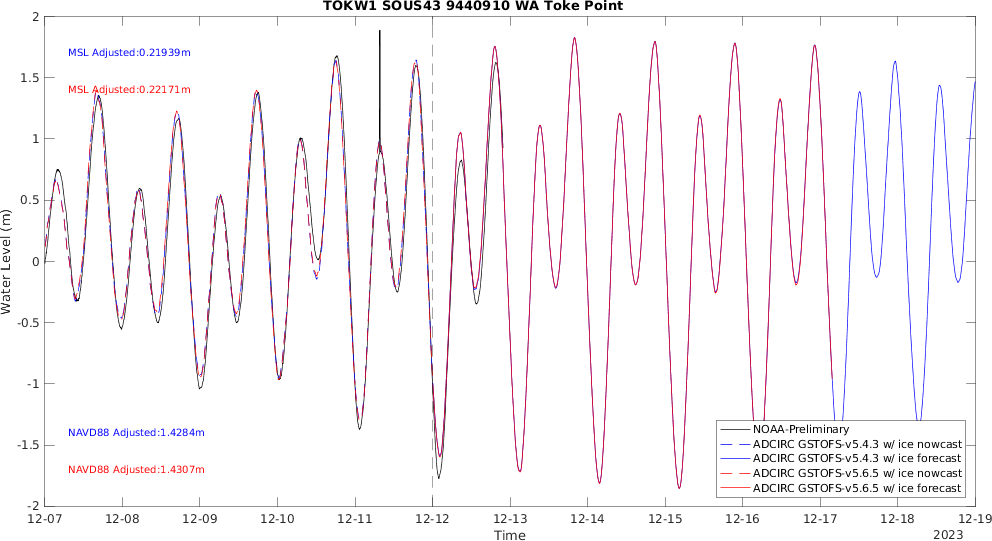 TOKW1 SOUS43 9440910 WA Toke Point
MSL Adjusted:0.21939m
MSL Adjusted:0.22171m
NAVD88 Adjusted:1.4284m
NAVD88 Adjusted:1.4307m
Water Level (m)
2
1.5
1
0.5
0
-0.5
-1
-1.5
-2
12-07
12-08
12-09
12-10
12-11
12-12
12-13
12-14
12-15
12-16
12-17
12-18
12-19
Time
2023
NOAA-Preliminary
ADCIRC GSTOFS-v5.4.3 w/ ice nowcast
ADCIRC GSTOFS-v5.4.3 w/ ice forecast
ADCIRC GSTOFS-v5.6.5 w/ ice nowcast
ADCIRC GSTOFS-v5.6.5 w/ ice forecast